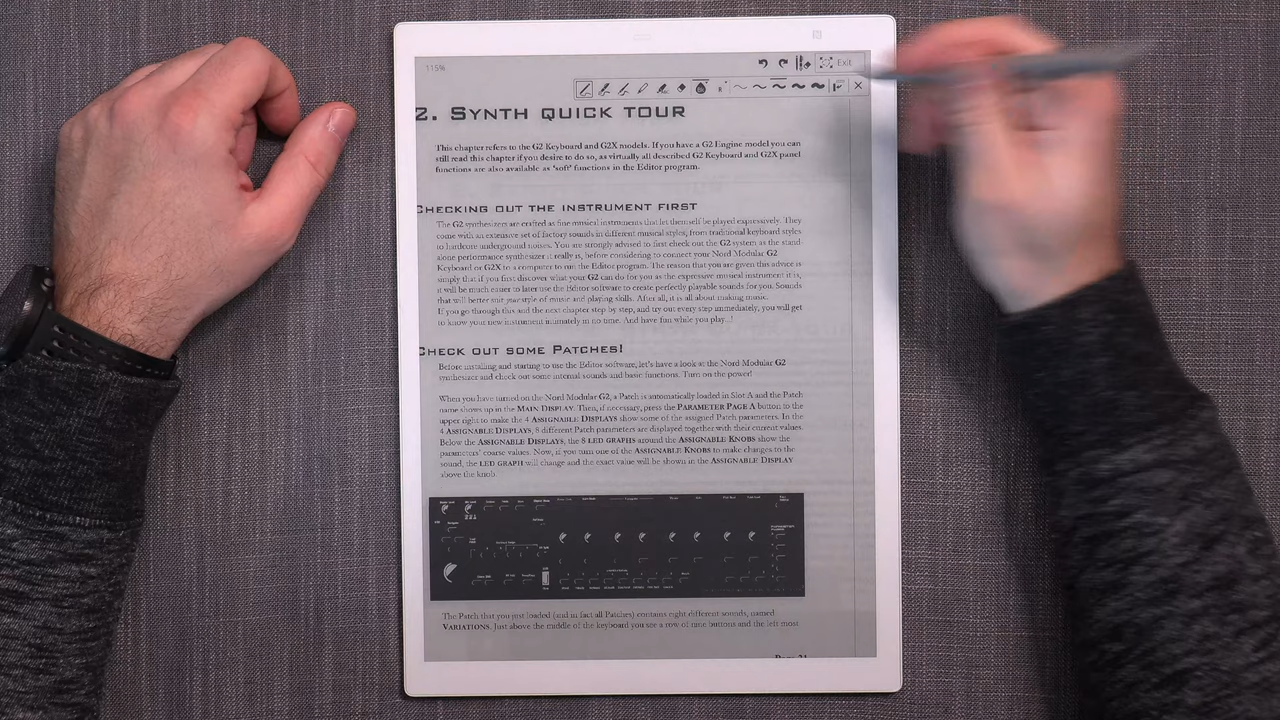 115%
Exit
R
2. Synth quick tour
This chapter refers to the G2 Keyboard and G2X models. If you have a G2 Engine model you can
still read this chapter if you desire to do so, as virtually all described G2 Keyboard and G2X panel
functions are also available as 'soft' functions in the Editor program.
Checking out the instrument first
The G2 synthesizers are crafted as fine musical instruments that let themself be played expressively. They
come with an extensive set of factory sounds in different musical styles, from traditional keyboard styles
to hardcore underground noises. You are strongly advised to first check out the G2 system as the stand-
alone performance synthesizer it really is, before considering to connect your Nord Modular G2
Keyboard or G2X to a computer to run the Editor program. The reason that you are given this advice is
simply that if you first discover what your G2 can do for you as the expressive musical instrument it is,
it will be much easier to later use the Editor software to create perfectly playable sounds for you. Sounds
that will better suit your style of music and playing skills. After all, it is all about making music.
If you go through this and the next chapter step by step, and try out every step immediately, you will get
to know your new instrument intimately in no time. And have fun while you play...!
Check out some Patches!
Before installing and starting to use the Editor software, let's have a look at the Nord Modular G2
synthesizer and check out some internal sounds and basic functions. Turn on the power!
When you have turned on the Nord Modular G2, a Patch is automatically loaded in Slot A and the Patch
name shows up in the Main Display. Then, if necessary, press the Parameter Page A button to the
upper right to make the 4 Assignable Displays show some of the assigned Patch parameters. In the
4 Assignable Displays, 8 different Patch parameters are displayed together with their current values.
Below the Assignable Displays, the 8 LED graphs around the Assignable Knobs show the
parameters' coarse values. Now, if you turn one of the Assignable Knobs to make changes to the
sound, the LED graph will change and the exact value will be shown in the Assignable Display
above the knob.
The Patch that you just loaded (and in fact all Patches) contains eight different sounds, named
Variations. Just above the middle of the keyboard you see a row of nine buttons and the left most